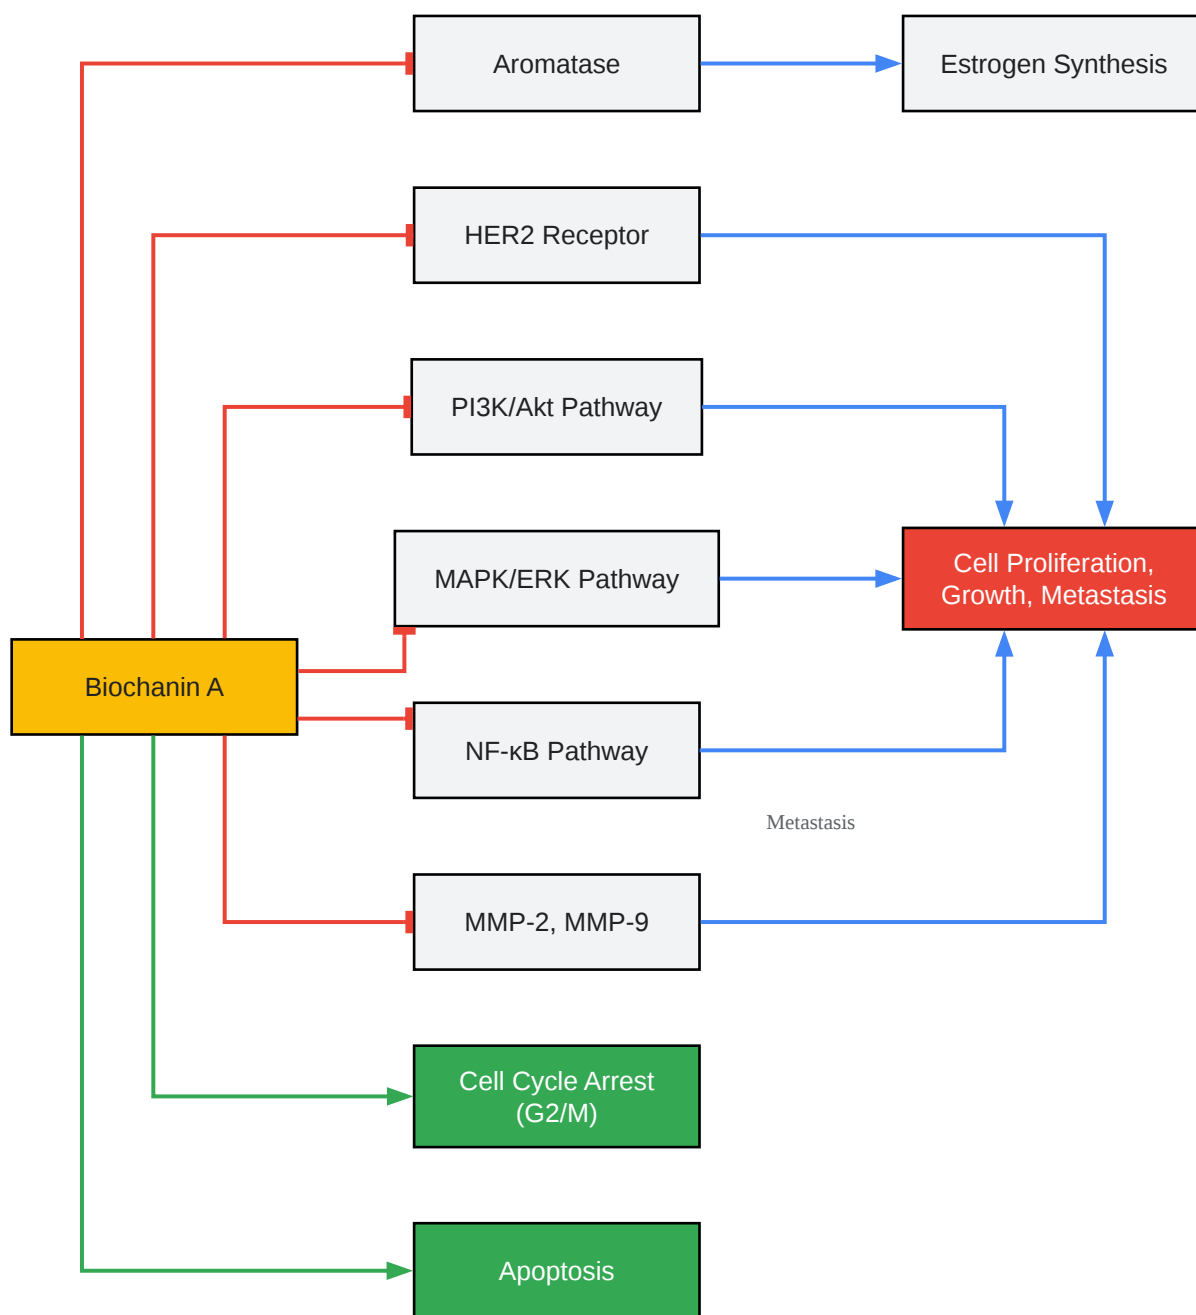 Aromatase
Estrogen Synthesis
HER2 Receptor
PI3K/Akt Pathway
MAPK/ERK Pathway
Cell Proliferation,
Growth, Metastasis
Biochanin A
NF-κB Pathway
Metastasis
MMP-2, MMP-9
Cell Cycle Arrest
(G2/M)
Apoptosis